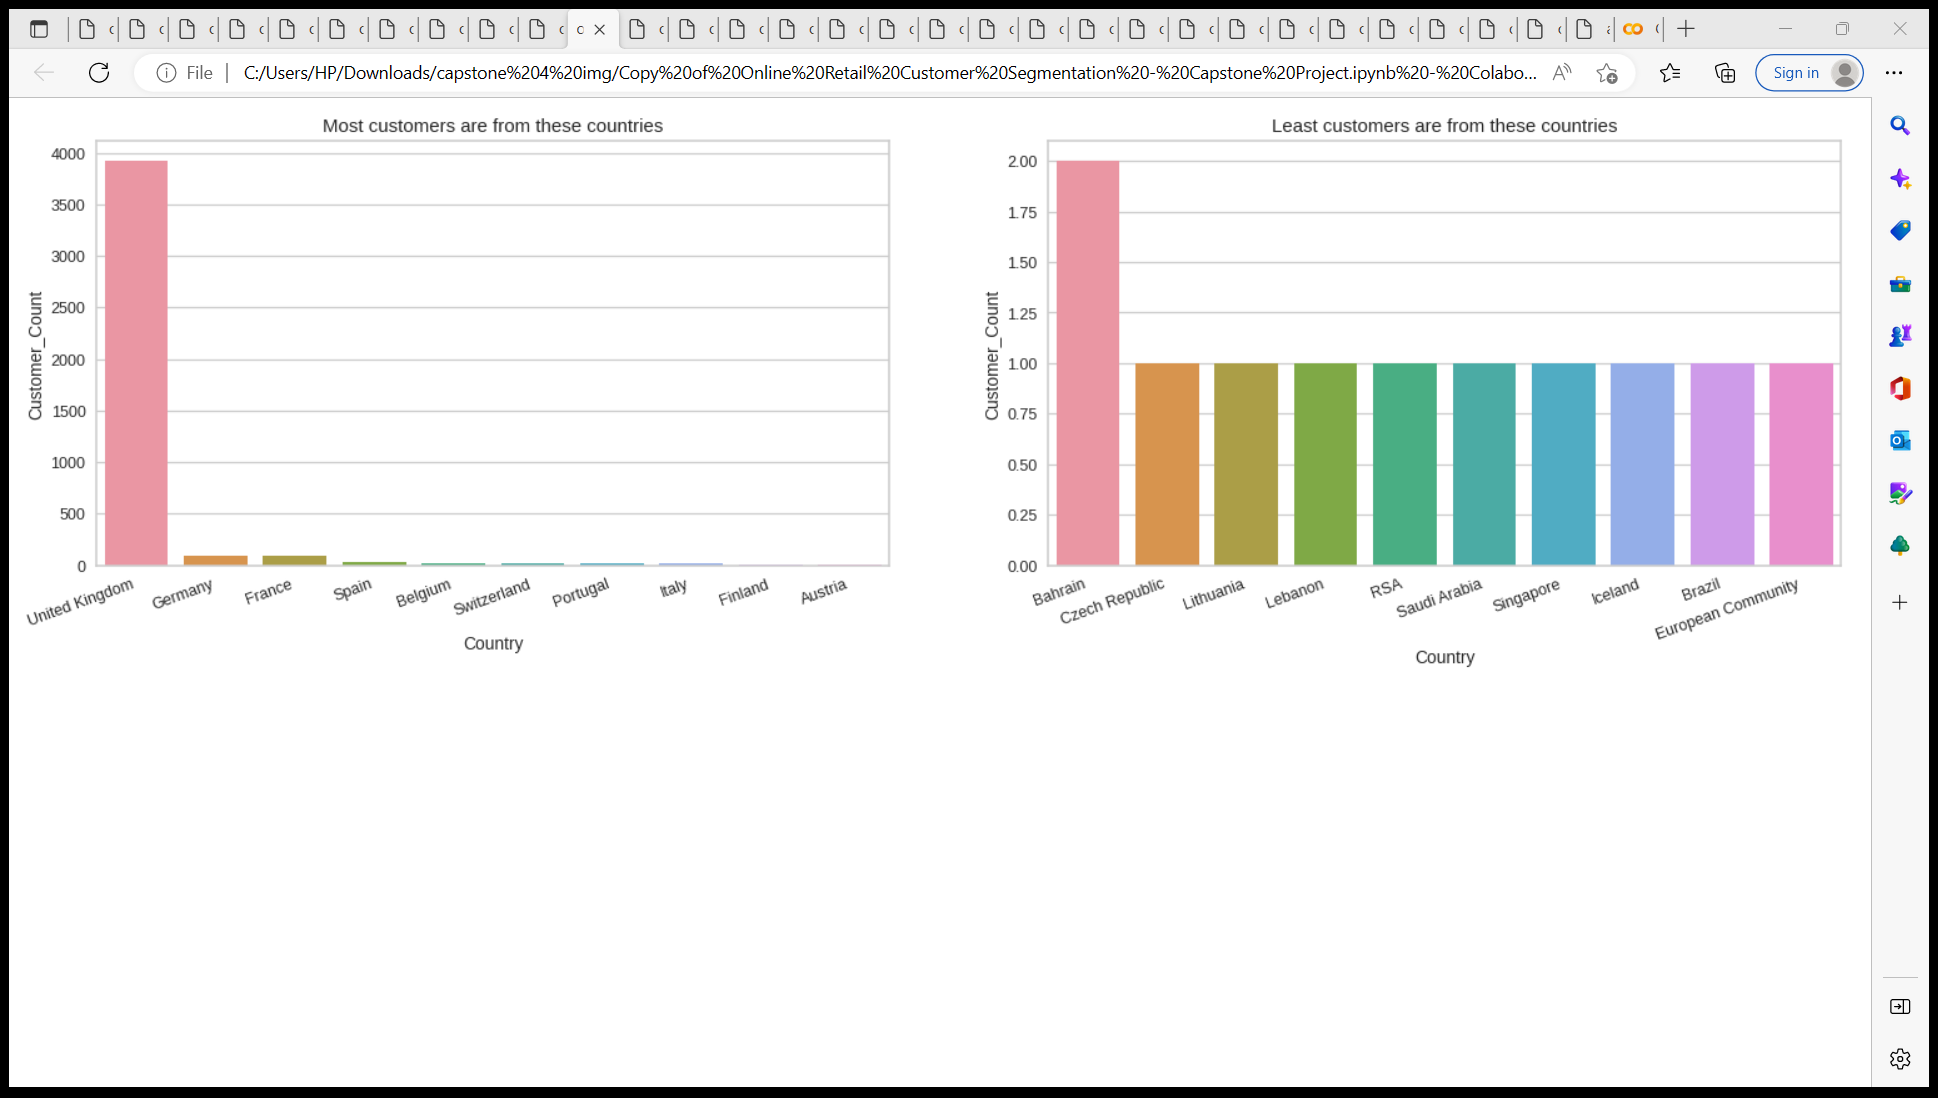 File
C:/Users/HP/Downloads/capstone%204%20img/Copy%20of%20Online%20Retail%20Customer%20Segmentation%20-%20Capstone%20Project.ipynb%20-%20Colabo...
Sign in
Most customers are from these countries
4000
3500
3000
2500
2000
1500
1000
500
0
Customer_Count
United Kingdom
Germany
France
Spain
Belgium
Switzerland
Portugal
Italy
Finland
Austria
Country
Least customers are from these countries
2.00
1.75
1.50
1.25
1.00
0.75
0.50
0.25
0.00
Customer_Count
Bahrain
Czech Republic
Lithuania
Lebanon
RSA
Saudi Arabia
Singapore
Iceland
Brazil
European Community
Country